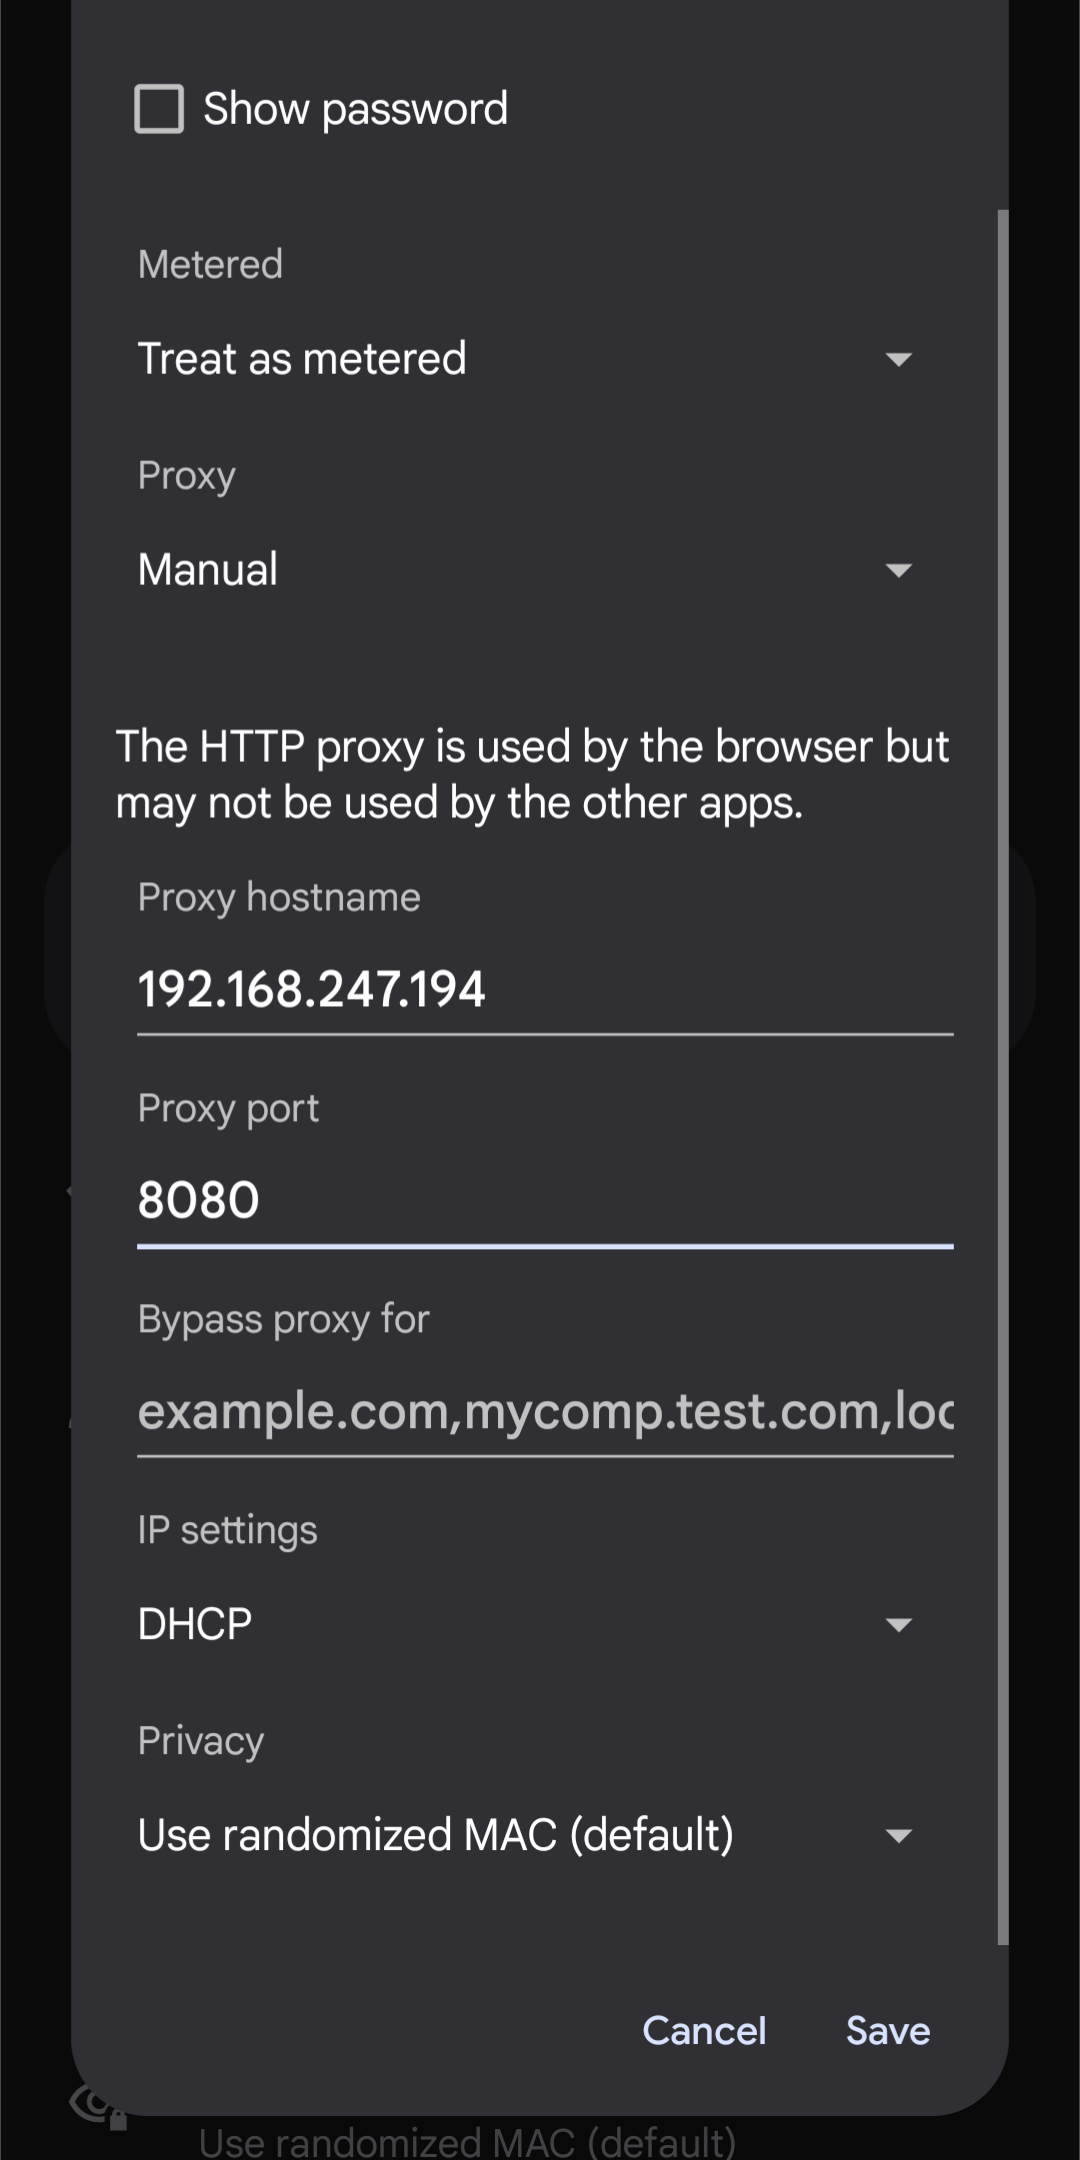 Show password
Metered
Treat as metered
Proxy
Manual
The HTTP proxy is used by the browser but
may not be used by the other apps.
Proxy hostname
192.168.247.194
Proxy port
8080
Bypass proxy for
example.com,mycomp.test.com,loc
IP settings
DHCP
Privacy
Use randomized MAC (default)
Cancel Save
Use randomized MAC (default)